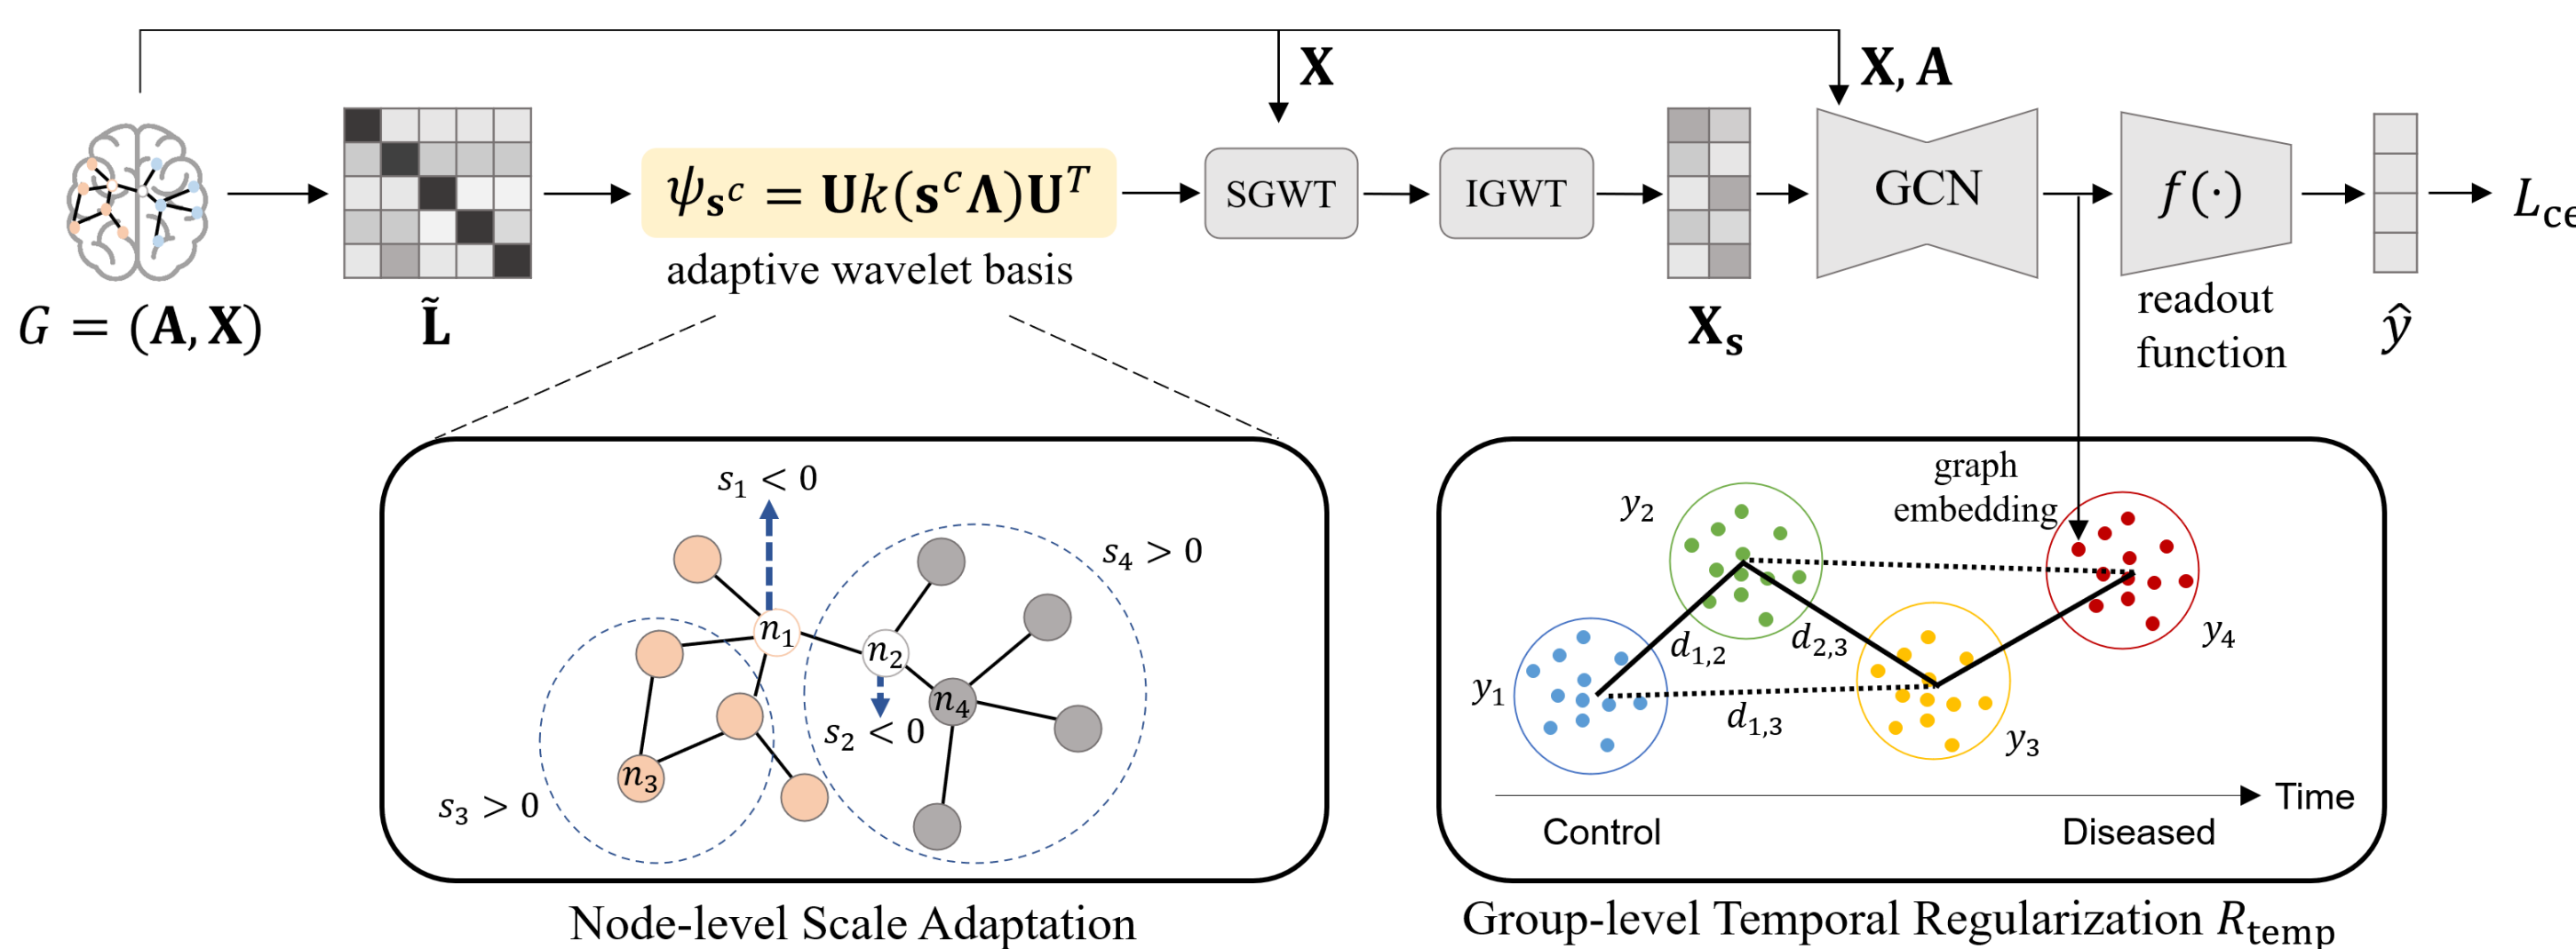 X
X, A
ψ_{s^c} = Uk(s^cΛ)U^T
SGWT
IGWT
GCN
f(·)
L_ce
adaptive wavelet basis
G = (A, X)
L̃
X_s
readout
function
ŷ
s_1 < 0
s_4 > 0
n_1
n_2
n_4
s_2 < 0
n_3
s_3 > 0
Node-level Scale Adaptation
graph
embedding
y_2
y_4
d_{1,2}
d_{2,3}
y_1
d_{1,3}
y_3
Time
Control
Diseased
Group-level Temporal Regularization R_temp